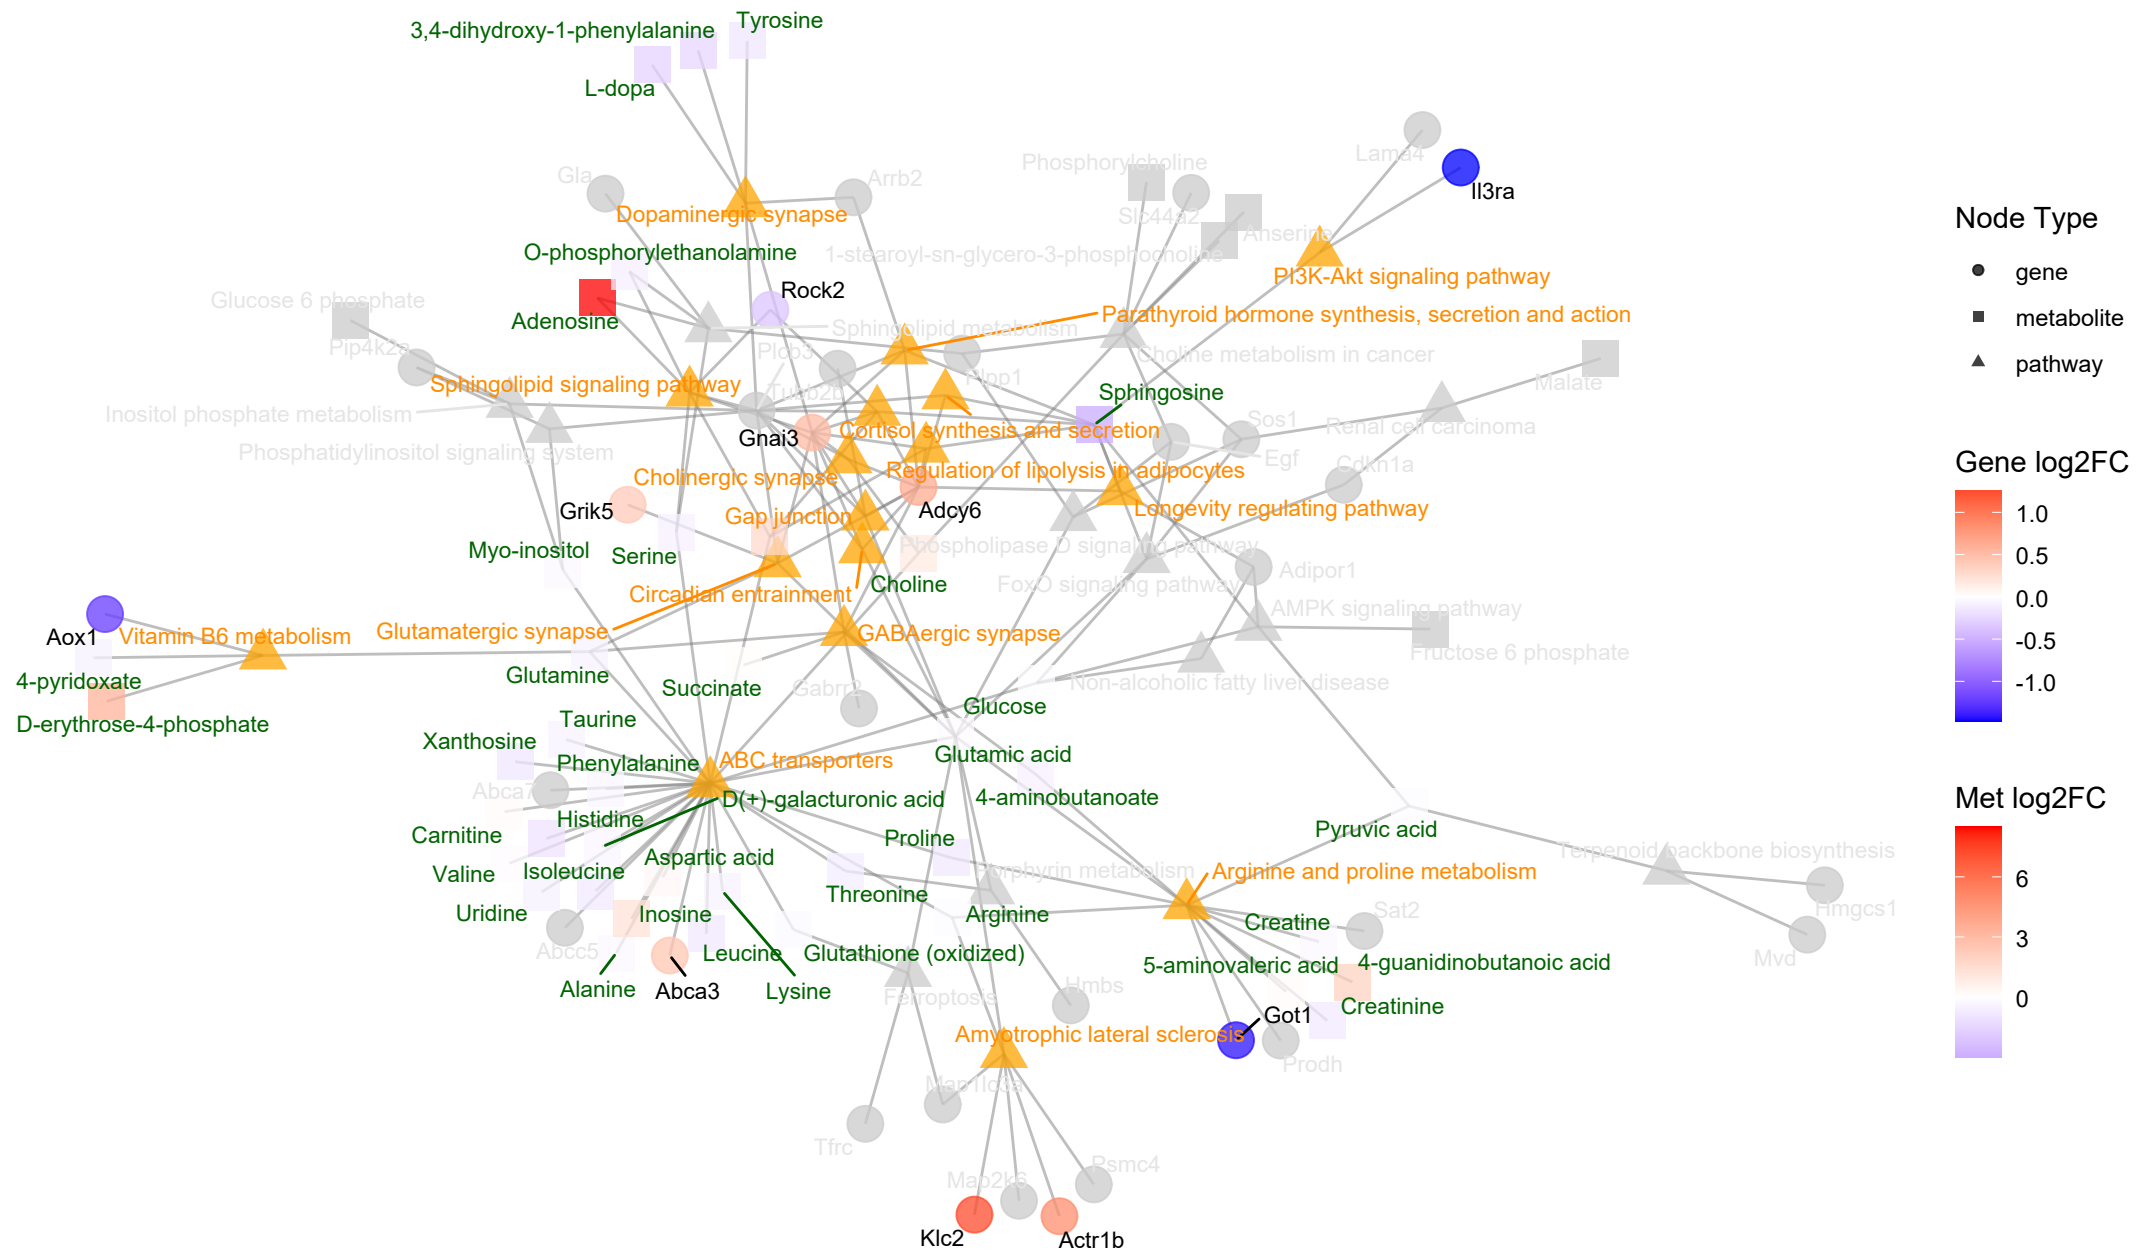 3,4-dihydroxy-1-phenylalanine
Tyrosine
L-dopa
Gla
Arrb2
Dopaminergic synapse
O-phosphorylethanolamine
Phosphorylcholine
Slc44a2
Anserine
1-stearoyl-sn-glycero-3-phosphocholine
Lama4
Il3ra
PI3K-Akt signaling pathway
Glucose 6 phosphate
Adenosine
Rock2
Sphingolipid metabolism
Parathyroid hormone synthesis, secretion and action
Pip4k2a
Plcb3
Choline metabolism in cancer
Plpp1
Malate
Sphingolipid signaling pathway
Tubb2b
Sphingosine
Inositol phosphate metabolism
Gnai3
Cortisol synthesis and secretion
Sos1
Renal cell carcinoma
Phosphatidylinositol signaling system
Egf
Cdkn1a
Cholinergic synapse
Regulation of lipolysis in adipocytes
Grik5
Adcy6
Gap junction
Longevity regulating pathway
Myo-inositol
Serine
Phospholipase D signaling pathway
Choline
FoxO signaling pathway
Adipor1
Circadian entrainment
AMPK signaling pathway
Aox1
Vitamin B6 metabolism
Glutamatergic synapse
GABAergic synapse
Fructose 6 phosphate
4-pyridoxate
Glutamine
Succinate
Gabrr2
Non-alcoholic fatty liver disease
D-erythrose-4-phosphate
Taurine
Glucose
Xanthosine
Phenylalanine
ABC transporters
Glutamic acid
Abca7
D(+)-galacturonic acid
4-aminobutanoate
Carnitine
Histidine
Proline
Pyruvic acid
Valine
Isoleucine
Aspartic acid
Porphyrin metabolism
Arginine and proline metabolism
Terpenoid backbone biosynthesis
Uridine
Inosine
Threonine
Arginine
Creatine
Sat2
Hmgcs1
Abcc5
Leucine
Glutathione (oxidized)
5-aminovaleric acid
4-guanidinobutanoic acid
Mvd
Alanine
Abca3
Lysine
Ferroptosis
Hmbs
Creatinine
Got1
Amyotrophic lateral sclerosis
Prodh
Map1lc3a
Tfrc
Map2k6
Psmc4
Klc2
Actr1b
Node Type
gene
metabolite
pathway
Gene log2FC
1.0
0.5
0.0
-0.5
-1.0
Met log2FC
6
3
0